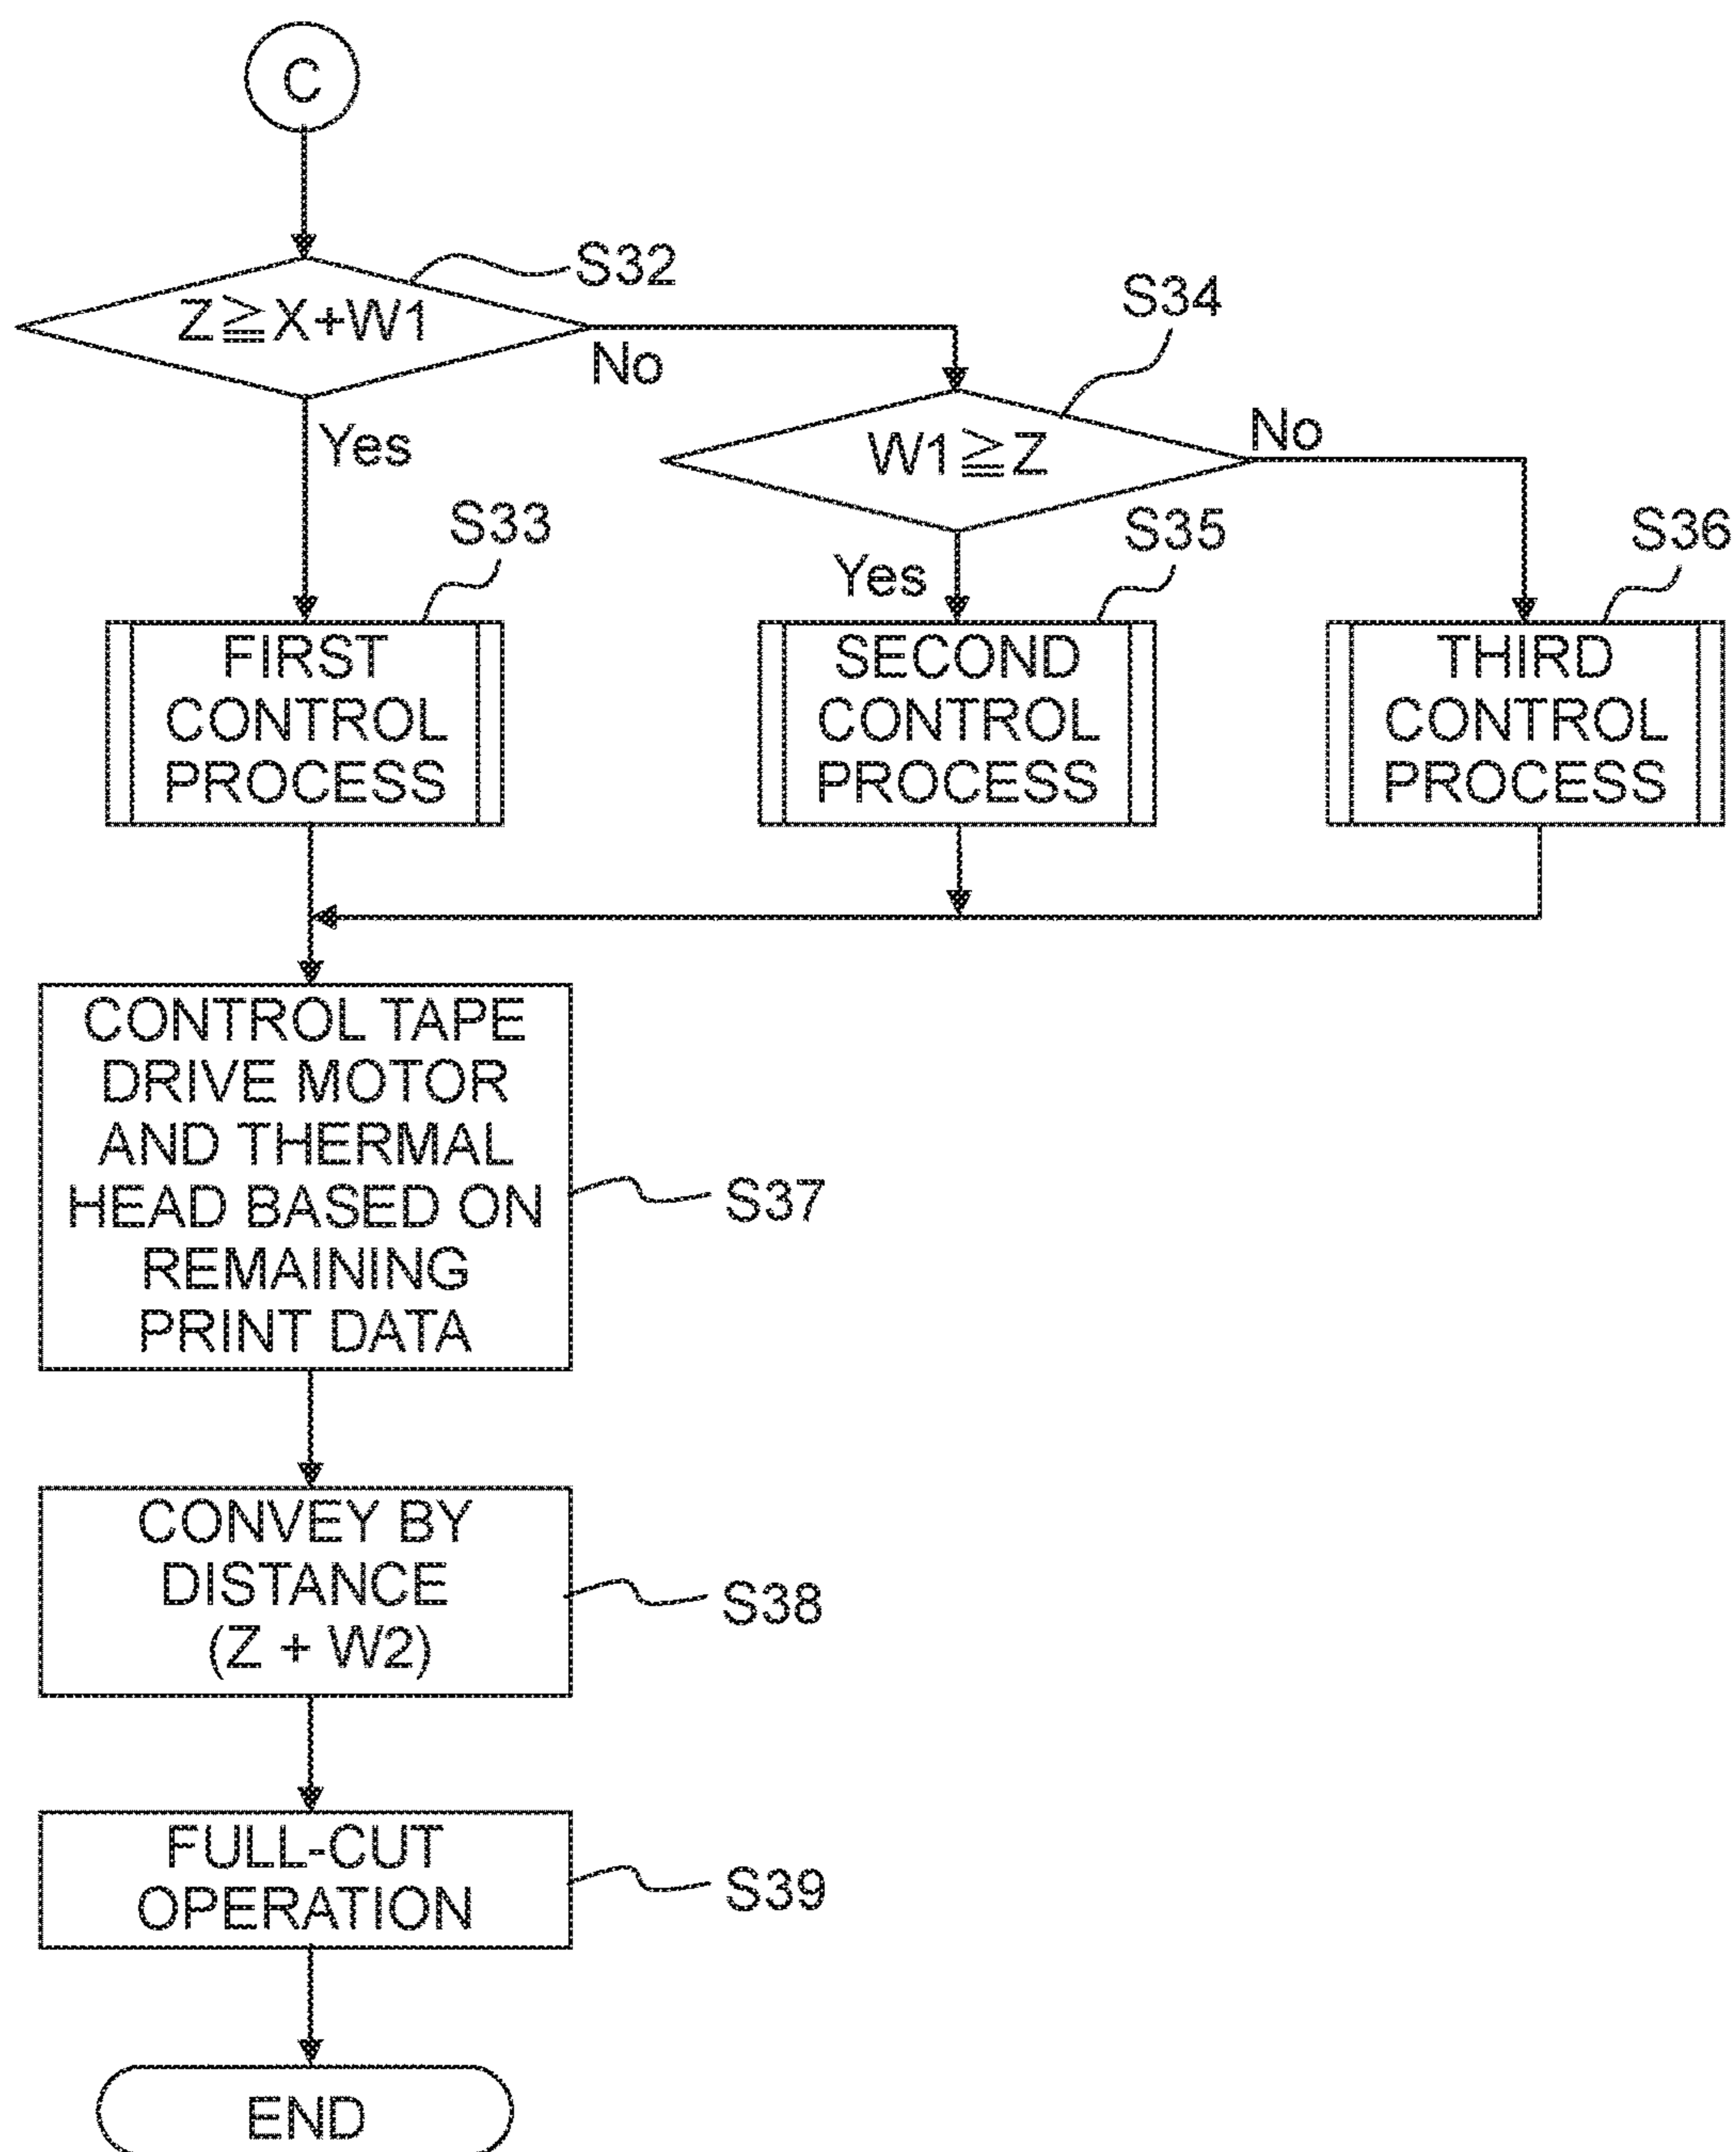 C
S32
Z≧X+W1
No
Yes
S34
W1≧Z
No
Yes
S33
FIRST
CONTROL
PROCESS
S35
SECOND
CONTROL
PROCESS
S36
THIRD
CONTROL
PROCESS
CONTROL TAPE
DRIVE MOTOR
AND THERMAL
HEAD BASED ON
REMAINING
PRINT DATA
S37
CONVEY BY
DISTANCE
(Z + W2)
S38
FULL-CUT
OPERATION
S39
END